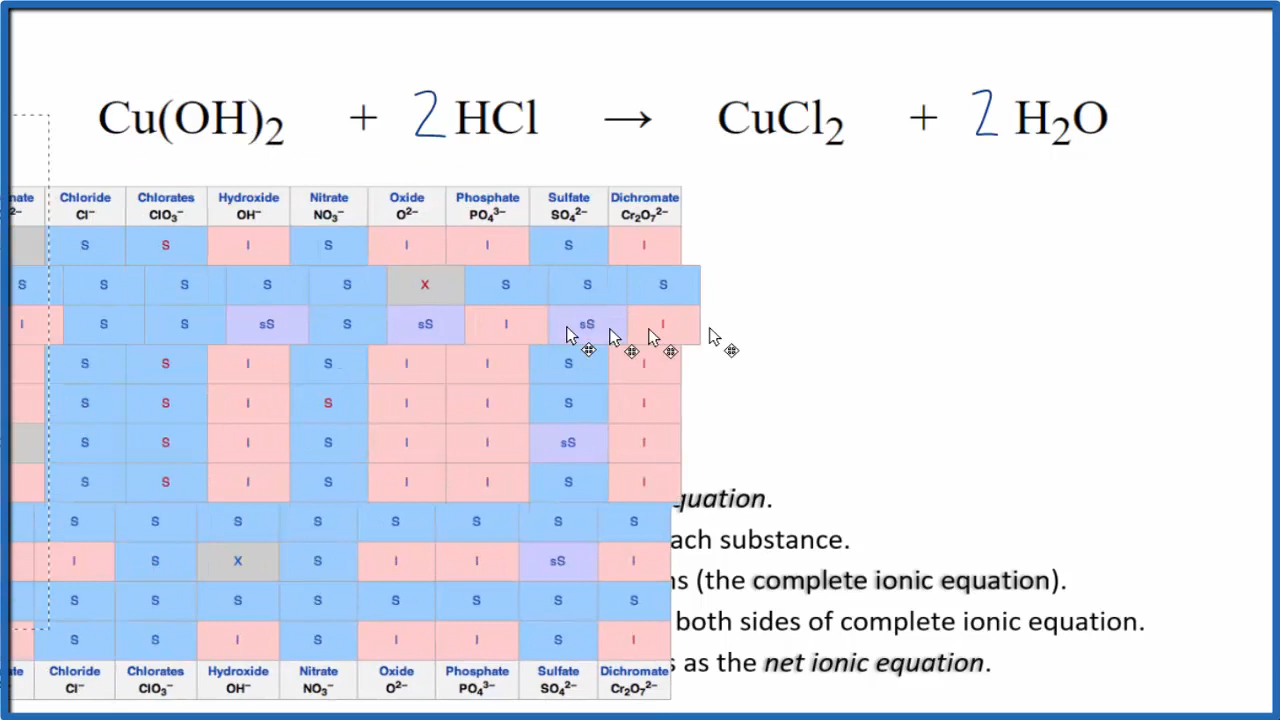 Cu(OH)₂ + 2 HCl → CuCl₂ + 2 H₂O
Chloride Chlorates Hydroxide Nitrate Oxide Phosphate Sulfate Dichromate
2– Cl⁻ ClO₃⁻ OH⁻ NO₃⁻ O²⁻ PO₄³⁻ SO₄²⁻ Cr₂O₇²⁻
S S I S I I S I
S S S S S X S S S
I S S sS S sS I sS I
S S I S I I S I
S S I S I I S I
S S I S I I sS I
S S I S I I S I
quation.
S S S S S S S S
ach substance.
I S X S I I sS I
ns (the complete ionic equation).
S S S S S S S S
both sides of complete ionic equation.
S S I S I I S I
s as the net ionic equation.
Chloride Chlorates Hydroxide Nitrate Oxide Phosphate Sulfate Dichromate
Cl⁻ ClO₃⁻ OH⁻ NO₃⁻ O²⁻ PO₄³⁻ SO₄²⁻ Cr₂O₇²⁻